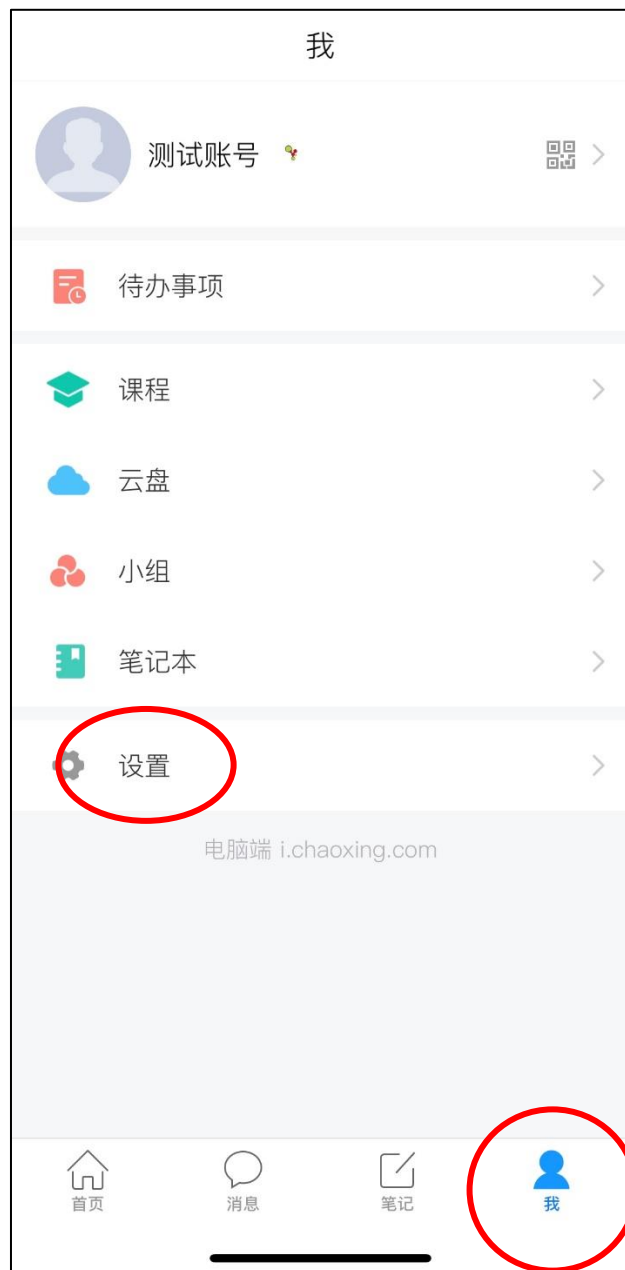 我
测试账号
待办事项
课程
云盘
小组
笔记本
设置
电脑端 i.chaoxing.com
首页 消息 笔记 我